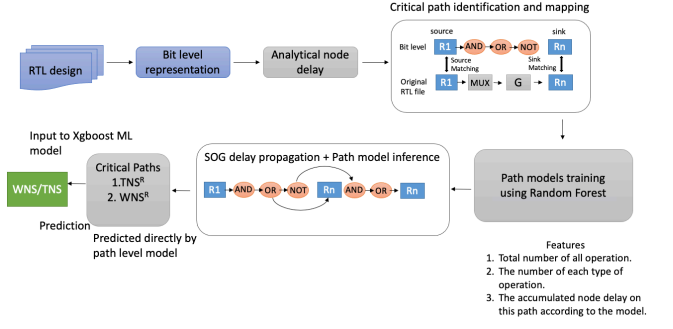 Critical path identification and mapping
source
sink
Bit level
R1
AND
OR
NOT
Rn
Source
Matching
Sink
Matching
Original
RTL file
R1
MUX
G
Rn
RTL design
Bit level
representation
Analytical node
delay
Path models training
using Random Forest
Features
1. Total number of all operation.
2. The number of each type of
operation.
3. The accumulated node delay on
this path according to the model.
SOG delay propagation + Path model inference
R1
AND
OR
NOT
Rn
AND
OR
Rn
Input to Xgboost ML
model
Critical Paths
1.TNSR
2. WNSR
WNS/TNS
Prediction
Predicted directly by
path level model